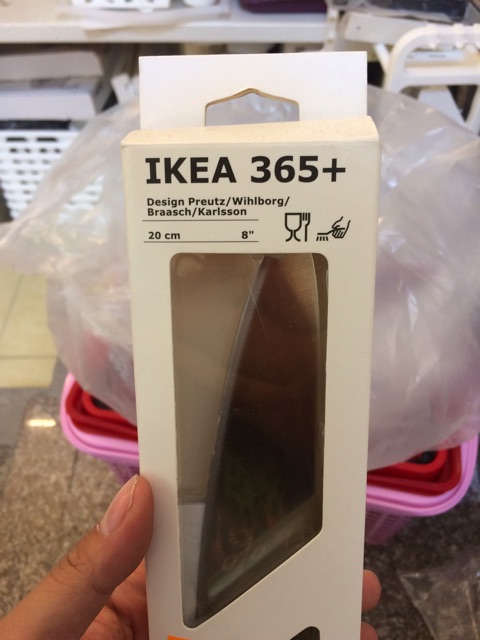 IKEA 365+
Design Preutz/Wihlborg/
Braasch/Karlsson
20 cm 8"